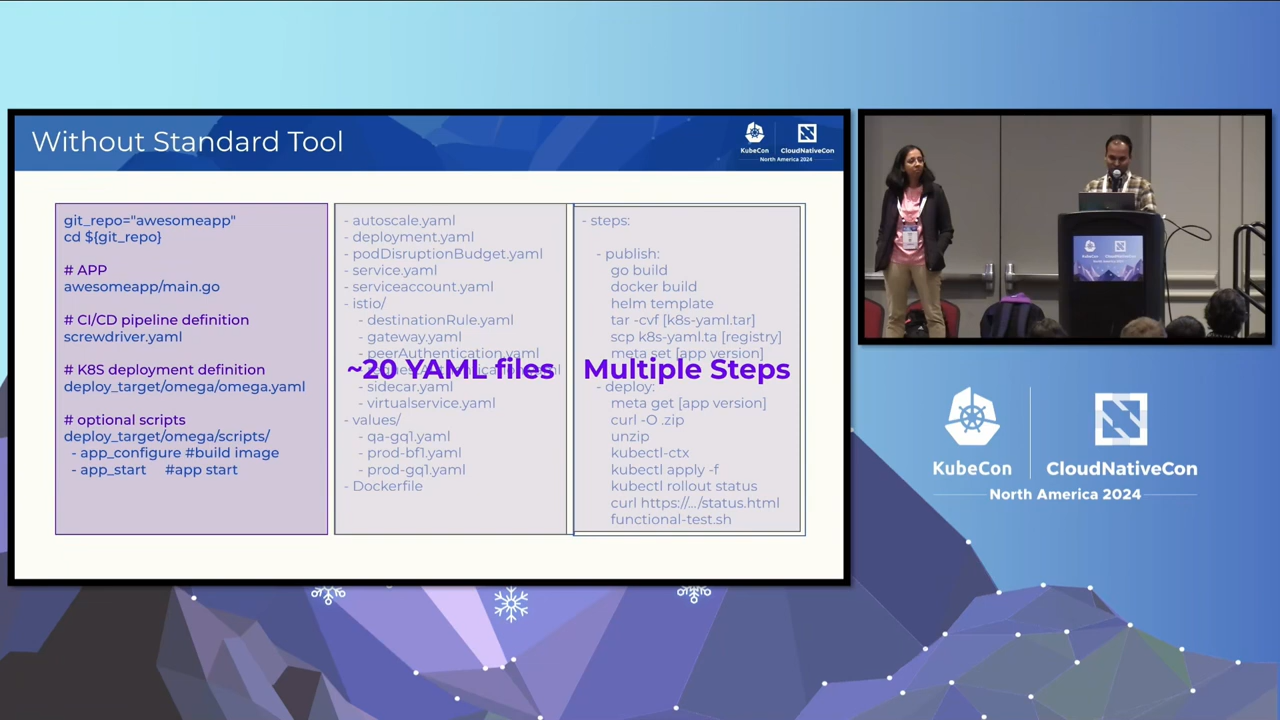 Without Standard Tool
KubeCon
CloudNativeCon
North America 2024
git_repo="awesomeapp"
cd ${git_repo}
# APP
awesomeapp/main.go
# CI/CD pipeline definition
screwdriver.yaml
# K8S deployment definition
deploy_target/omega/omega.yaml
# optional scripts
deploy_target/omega/scripts/
- app_configure #build image
- app_start #app start
- autoscale.yaml
- deployment.yaml
- podDisruptionBudget.yaml
- service.yaml
- serviceaccount.yaml
- istio/
- destinationRule.yaml
- gateway.yaml
- peerAuthentication.yaml
~20 YAML files
- sidecar.yaml
- virtualservice.yaml
- values/
- qa-gq1.yaml
- prod-bf1.yaml
- prod-gq1.yaml
- Dockerfile
- steps:
- publish:
go build
docker build
helm template
tar -cvf [k8s-yaml.tar]
scp k8s-yaml.ta [registry]
meta set [app version]
Multiple Steps
- deploy:
meta get [app version]
curl -O .zip
unzip
kubectl-ctx
kubectl apply -f
kubectl rollout status
curl https://.../status.html
functional-test.sh
KubeCon
CloudNativeCon
North America 2024